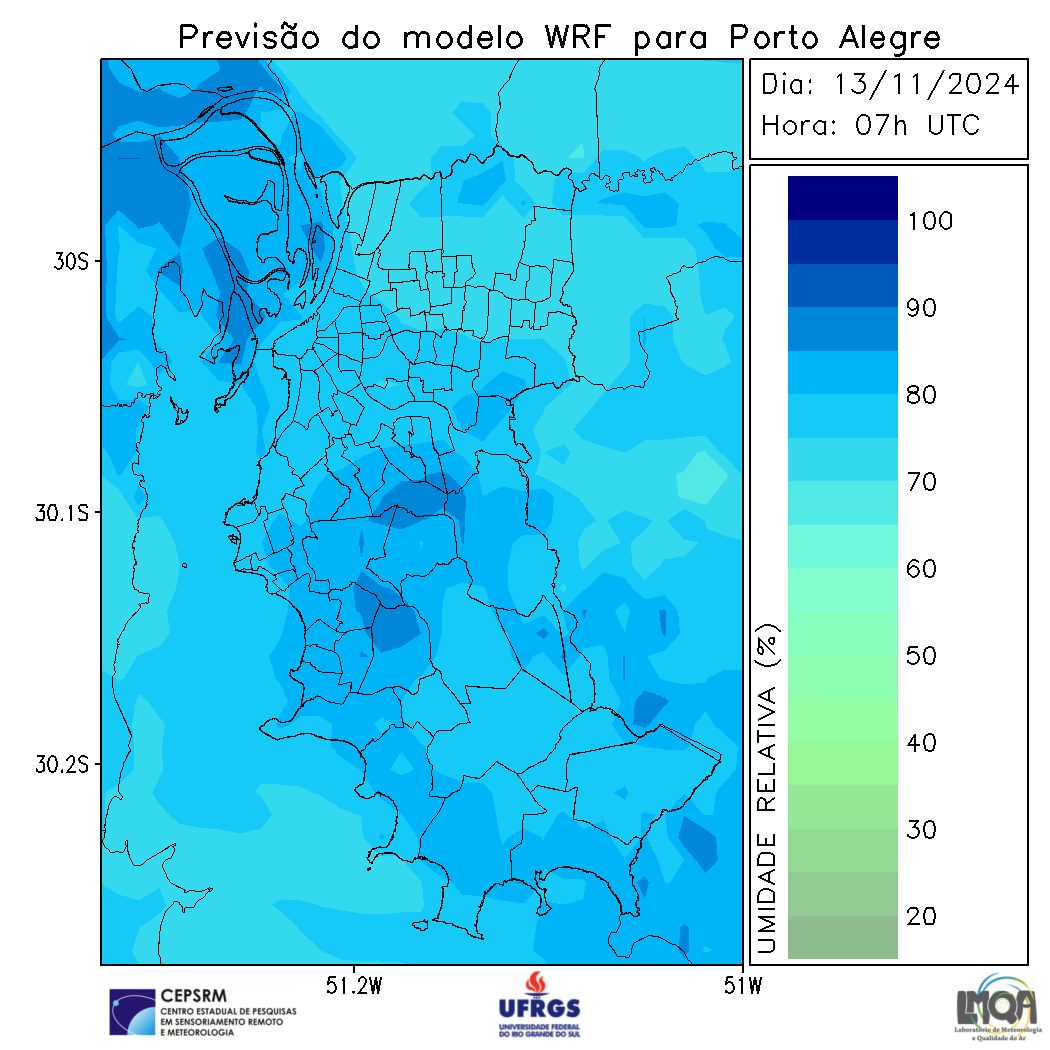 Previsão do modelo WRF para Porto Alegre
Dia: 13/11/2024
Hora: 07h UTC
100
90
80
70
60
50
40
30
20
UMIDADE RELATIVA (%)
30S
30.1S
30.2S
51.2W
51W
CEPSRM
CENTRO ESTADUAL DE PESQUISAS
EM SENSORIAMENTO REMOTO
E METEOROLOGIA
UFRGS
UNIVERSIDADE FEDERAL
DO RIO GRANDE DO SUL
LMQA
Laboratório de Meteorologia
e Qualidade do Ar